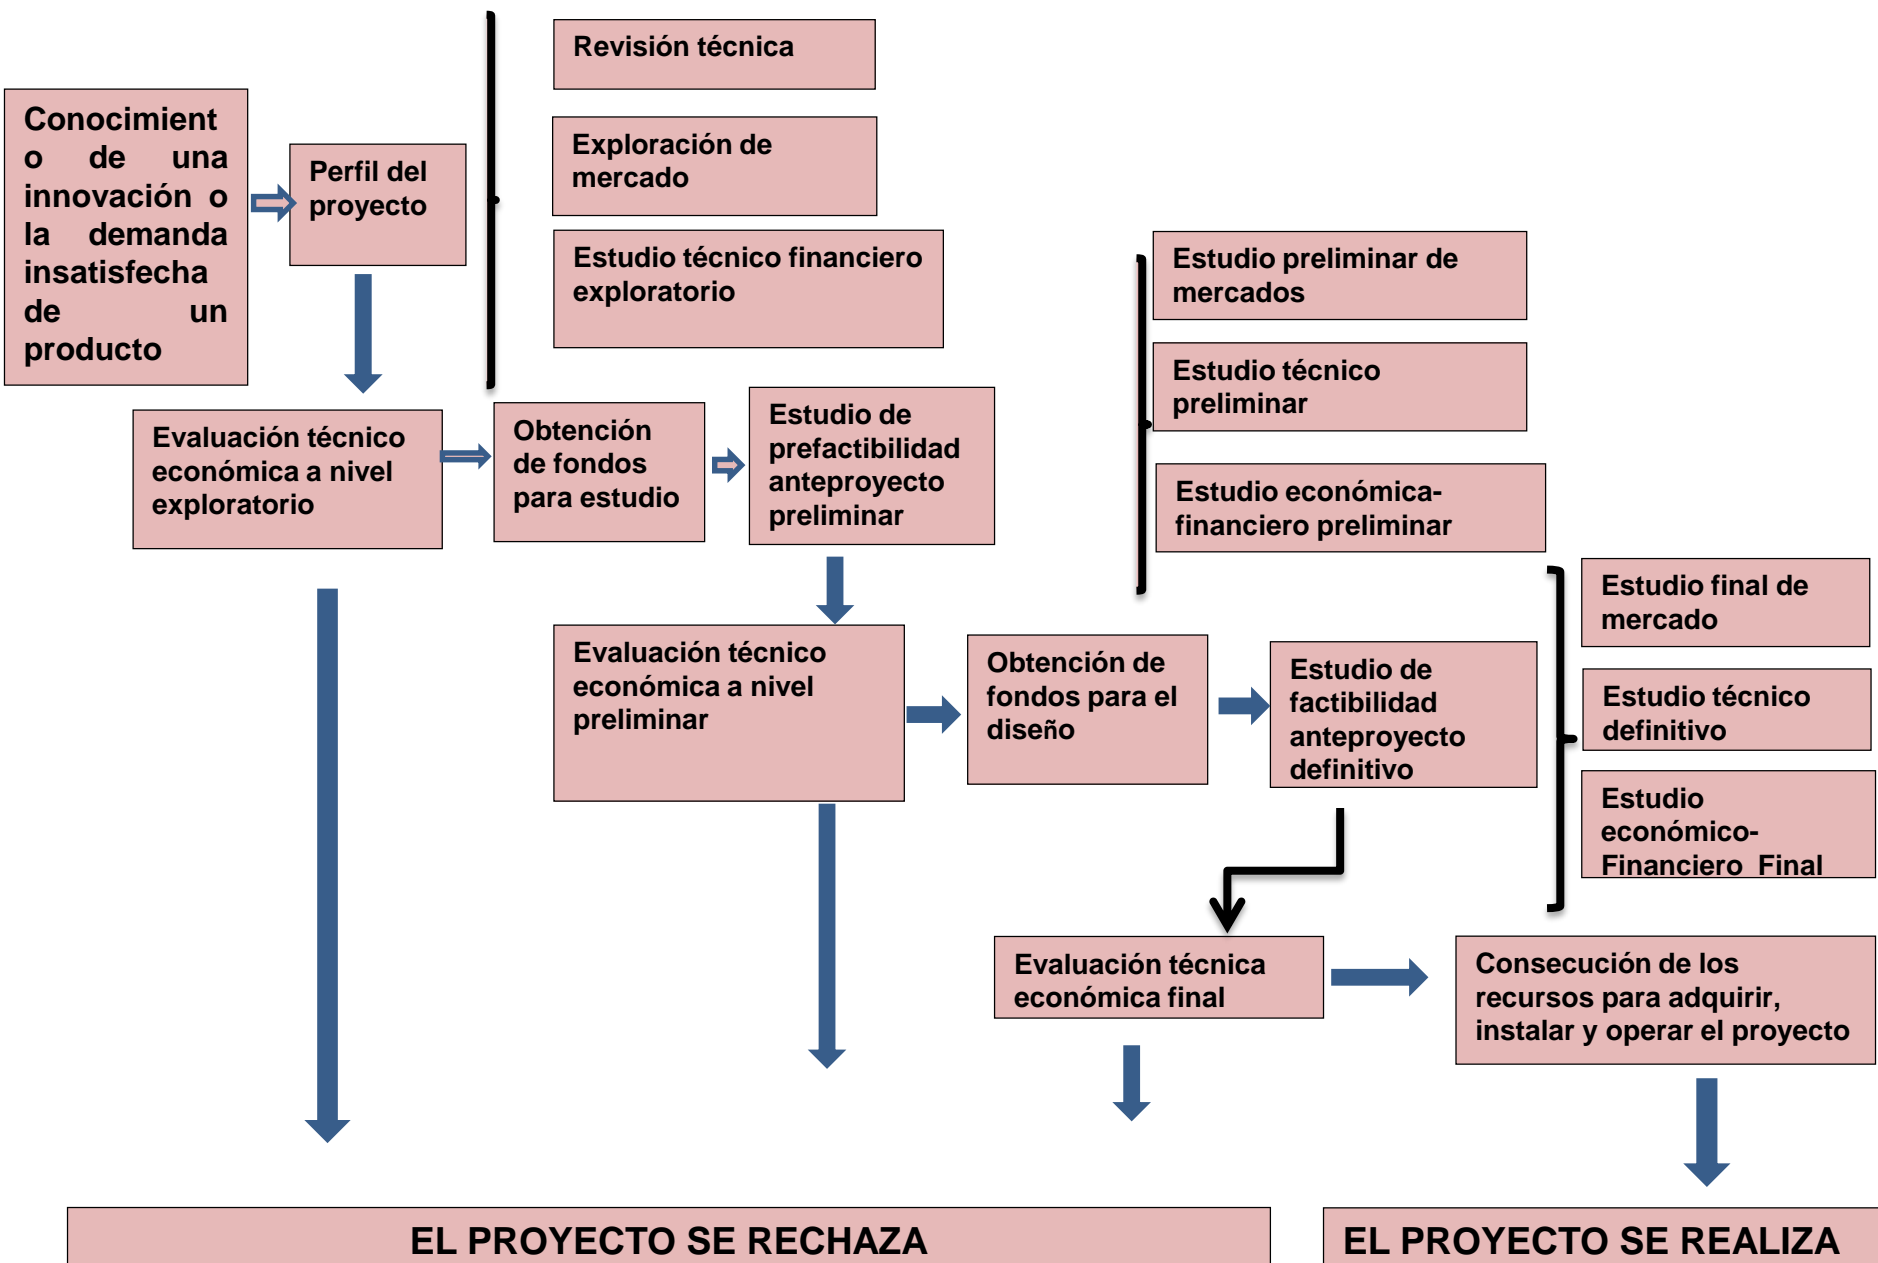 Revisión técnica
Conocimient
o de una
innovación o
la demanda
insatisfecha
de un
producto
Perfil del
proyecto
Exploración de
mercado
Estudio técnico financiero
exploratorio
Estudio preliminar de
mercados
Estudio técnico
preliminar
Estudio económica-
financiero preliminar
Evaluación técnico
económica a nivel
exploratorio
Obtención
de fondos
para estudio
Estudio de
prefactibilidad
anteproyecto
preliminar
Evaluación técnico
económica a nivel
preliminar
Obtención de
fondos para el
diseño
Estudio de
factibilidad
anteproyecto
definitivo
Estudio final de
mercado
Estudio técnico
definitivo
Estudio
económico-
Financiero Final
Evaluación técnica
económica final
Consecución de los
recursos para adquirir,
instalar y operar el proyecto
EL PROYECTO SE RECHAZA
EL PROYECTO SE REALIZA